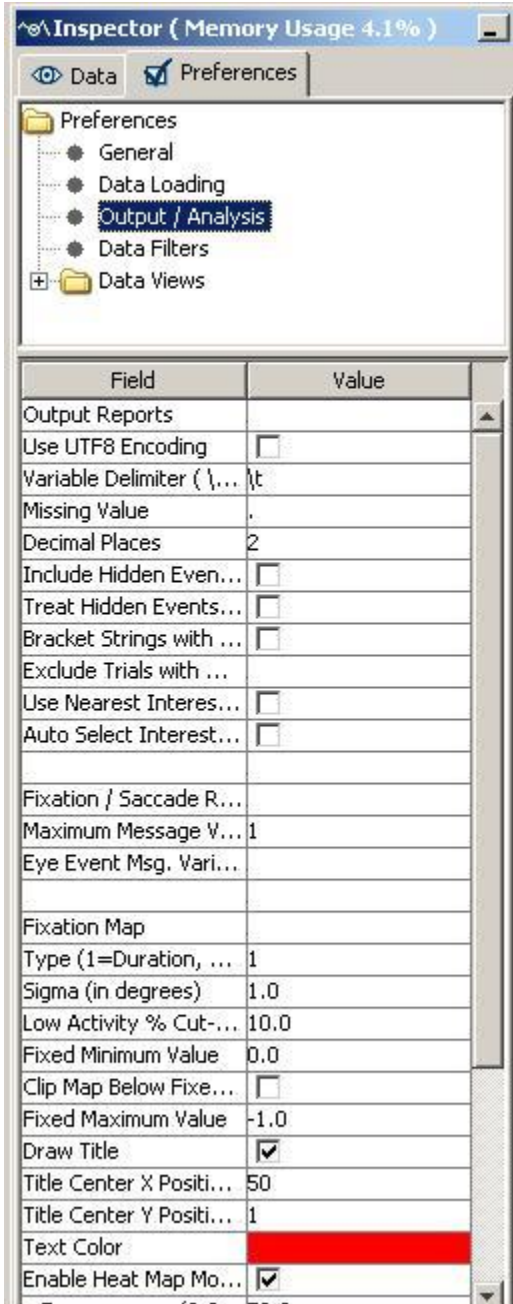 Inspector ( Memory Usage 4.1% )
Data Preferences
Preferences
General
Data Loading
Output / Analysis
Data Filters
Data Views
Field Value
Output Reports
Use UTF8 Encoding
Variable Delimiter ( \... \t
Missing Value .
Decimal Places 2
Include Hidden Even...
Treat Hidden Events...
Bracket Strings with ...
Exclude Trials with ...
Use Nearest Interes...
Auto Select Interest...
Fixation / Saccade R...
Maximum Message V... 1
Eye Event Msg. Vari...
Fixation Map
Type (1=Duration, ... 1
Sigma (in degrees) 1.0
Low Activity % Cut-... 10.0
Fixed Minimum Value 0.0
Clip Map Below Fixe...
Fixed Maximum Value -1.0
Draw Title
Title Center X Positi... 50
Title Center Y Positi... 1
Text Color
Enable Heat Map Mo...